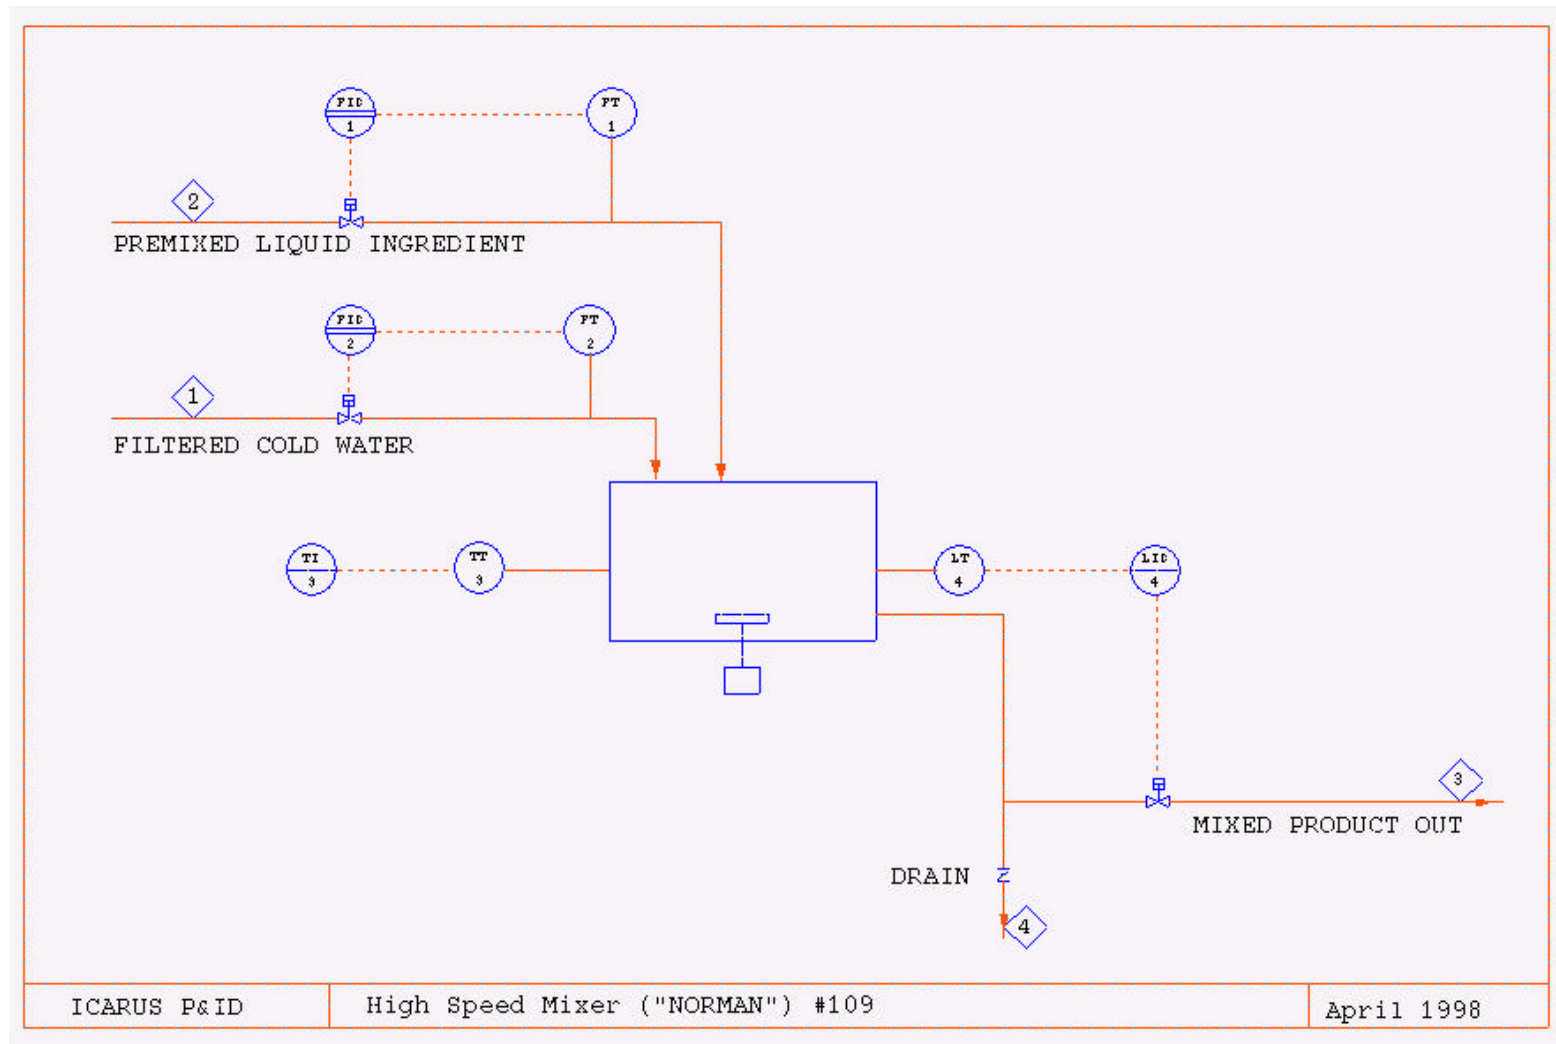 FIC
1
FT
1
2
PREMIXED LIQUID INGREDIENT
FIC
2
FT
2
1
FILTERED COLD WATER
TI
3
TT
3
LT
4
LIC
4
3
MIXED PRODUCT OUT
DRAIN
4
ICARUS P&ID
High Speed Mixer ("NORMAN") #109
April 1998